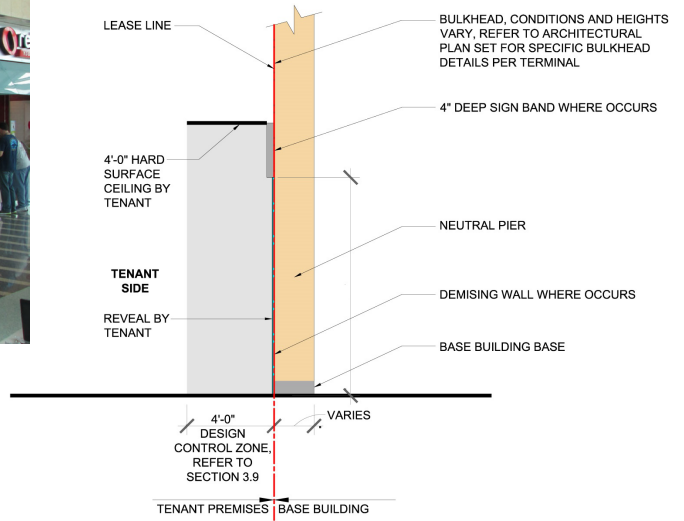 LEASE LINE
BULKHEAD, CONDITIONS AND HEIGHTS
VARY, REFER TO ARCHITECTURAL
PLAN SET FOR SPECIFIC BULKHEAD
DETAILS PER TERMINAL
4" DEEP SIGN BAND WHERE OCCURS
4'-0" HARD
SURFACE
CEILING BY
TENANT
NEUTRAL PIER
TENANT
SIDE
DEMISING WALL WHERE OCCURS
REVEAL BY
TENANT
BASE BUILDING BASE
VARIES
4'-0"
DESIGN
CONTROL ZONE,
REFER TO
SECTION 3.9
TENANT PREMISES
BASE BUILDING